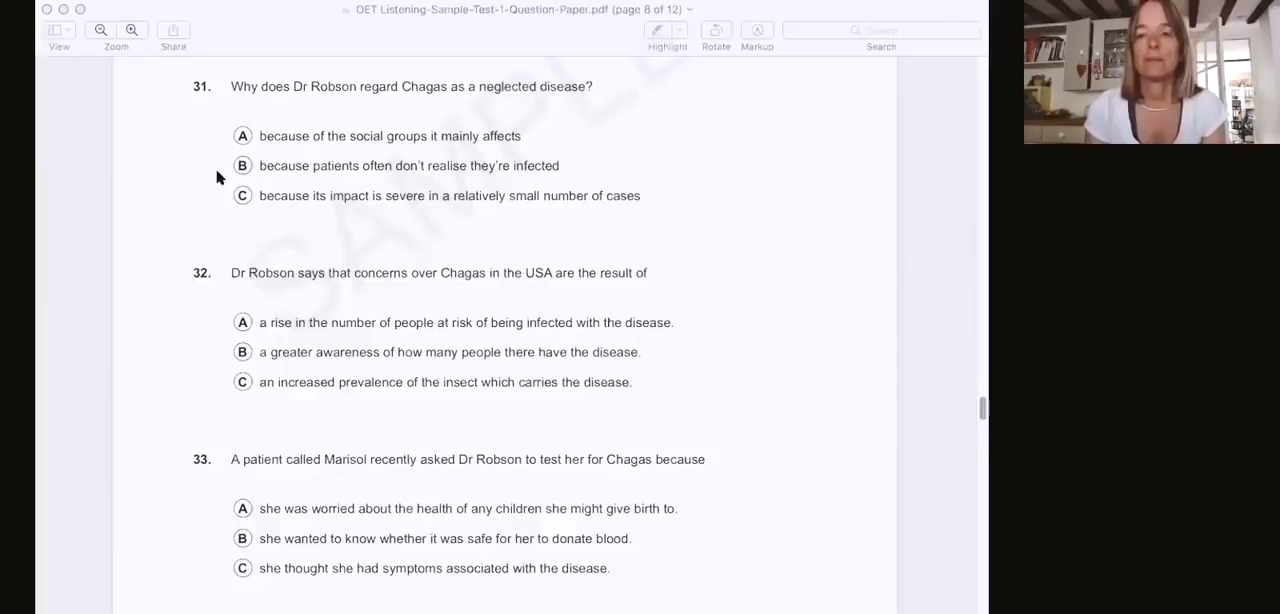 OET Listening-Sample-Test-1-Question-Paper.pdf (page 8 of 12)
View Zoom Share Highlight Rotate Markup Search
Search
SAMPLE
31. Why does Dr Robson regard Chagas as a neglected disease?
A because of the social groups it mainly affects
B because patients often don't realise they're infected
C because its impact is severe in a relatively small number of cases
32. Dr Robson says that concerns over Chagas in the USA are the result of
A a rise in the number of people at risk of being infected with the disease.
B a greater awareness of how many people there have the disease.
C an increased prevalence of the insect which carries the disease.
33. A patient called Marisol recently asked Dr Robson to test her for Chagas because
A she was worried about the health of any children she might give birth to.
B she wanted to know whether it was safe for her to donate blood.
C she thought she had symptoms associated with the disease.